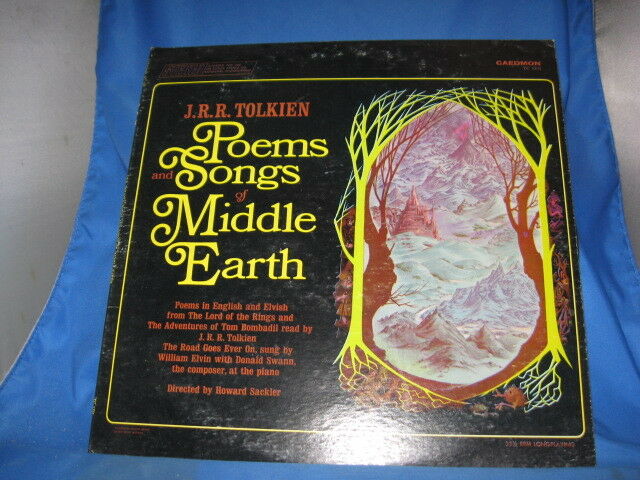 CAEDMON
J.R.R. TOLKIEN
Poems
and Songs
of
Middle
Earth
Poems in English and Elvish
from The Lord of the Rings and
The Adventures of Tom Bombadil read by
J. R. R. Tolkien
The Road Goes Ever On, sung by
William Elvin with Donald Swann,
the composer, at the piano
Directed by Howard Sackler
33⅓ RPM LONGPLAYING